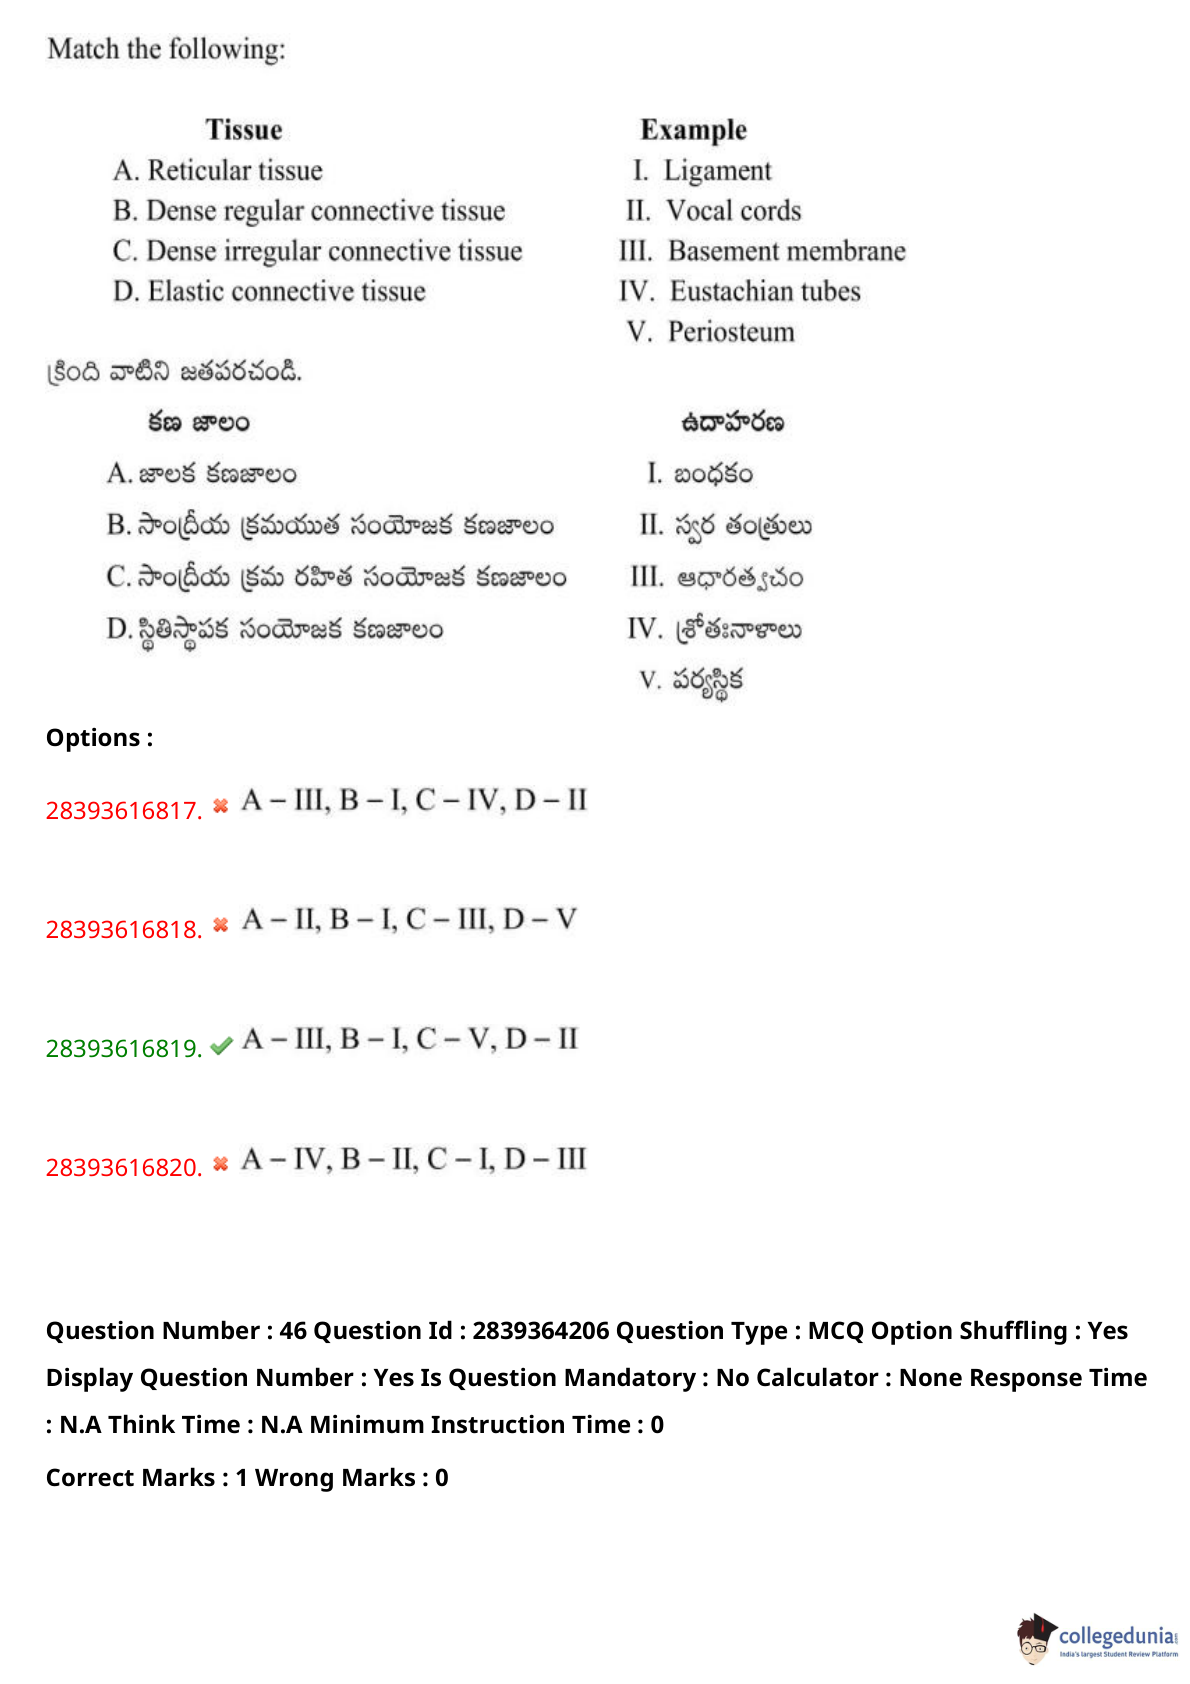 Match the following:
Tissue Example
A. Reticular tissue I. Ligament
B. Dense regular connective tissue II. Vocal cords
C. Dense irregular connective tissue III. Basement membrane
D. Elastic connective tissue IV. Eustachian tubes
V. Periosteum
క్రింది వాటిని జతపరచండి.
కణ జాలం ఉదాహరణ
A. జాలక కణజాలం I. బంధకం
B. సాంద్రీయ క్రమయుత సంయోజక కణజాలం II. స్వర తంత్రులు
C. సాంద్రీయ క్రమ రహిత సంయోజక కణజాలం III. ఆధారత్వచం
D. స్థితిస్థాపక సంయోజక కణజాలం IV. శ్రోతఃనాళాలు
V. పర్యస్థిక
Options :
28393616817. A – III, B – I, C – IV, D – II
28393616818. A – II, B – I, C – III, D – V
28393616819. A – III, B – I, C – V, D – II
28393616820. A – IV, B – II, C – I, D – III
Question Number : 46 Question Id : 2839364206 Question Type : MCQ Option Shuffling : Yes
Display Question Number : Yes Is Question Mandatory : No Calculator : None Response Time
: N.A Think Time : N.A Minimum Instruction Time : 0
Correct Marks : 1 Wrong Marks : 0
collegedunia
India's largest Student Review Platform